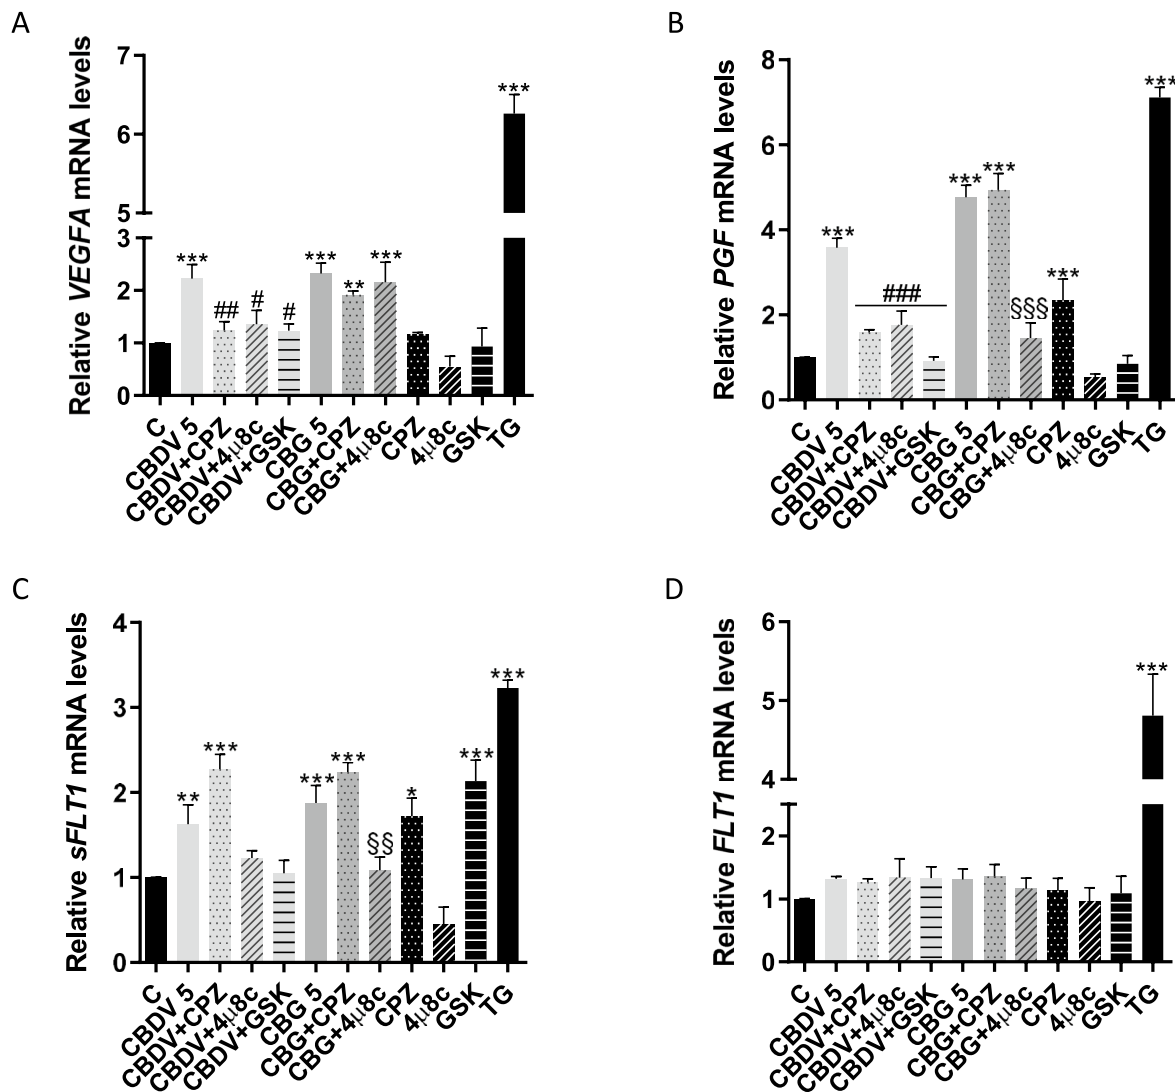 A
Relative VEGFA mRNA levels
7
6
5
3
2
1
0
***
***
##
#
#
***
**
***
C
CBDV 5
CBDV+CPZ
CBDV+4μ8c
CBDV+GSK
CBG 5
CBG+CPZ
CBG+4μ8c
CPZ
4μ8c
GSK
TG
B
Relative PGF mRNA levels
8
6
4
2
0
***
***
***
***
###
§§§
***
C
CBDV 5
CBDV+CPZ
CBDV+4μ8c
CBDV+GSK
CBG 5
CBG+CPZ
CBG+4μ8c
CPZ
4μ8c
GSK
TG
C
Relative sFLT1 mRNA levels
4
3
2
1
0
**
***
***
***
§§
*
***
***
C
CBDV 5
CBDV+CPZ
CBDV+4μ8c
CBDV+GSK
CBG 5
CBG+CPZ
CBG+4μ8c
CPZ
4μ8c
GSK
TG
D
Relative FLT1 mRNA levels
6
5
4
2
1
0
***
C
CBDV 5
CBDV+CPZ
CBDV+4μ8c
CBDV+GSK
CBG 5
CBG+CPZ
CBG+4μ8c
CPZ
4μ8c
GSK
TG